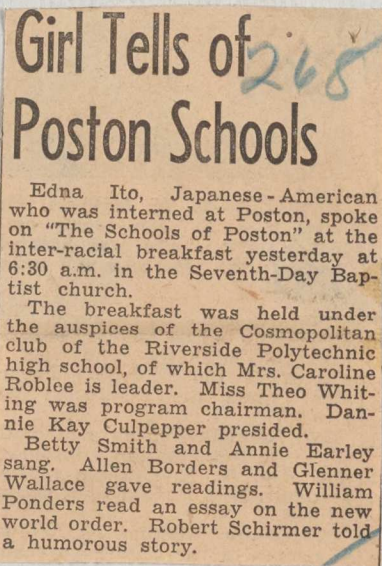 Girl Tells of
268
Poston Schools
Edna Ito, Japanese-American
who was interned at Poston, spoke
on "The Schools of Poston" at the
inter-racial breakfast yesterday at
6:30 a.m. in the Seventh-Day Bap-
tist church.
The breakfast was held under
the auspices of the Cosmopolitan
club of the Riverside Polytechnic
high school, of which Mrs. Caroline
Roblee is leader. Miss Theo Whit-
ing was program chairman. Dan-
nie Kay Culpepper presided.
Betty Smith and Annie Earley
sang. Allen Borders and Glenner
Wallace gave readings. William
Ponders read an essay on the new
world order. Robert Schirmer told
a humorous story.